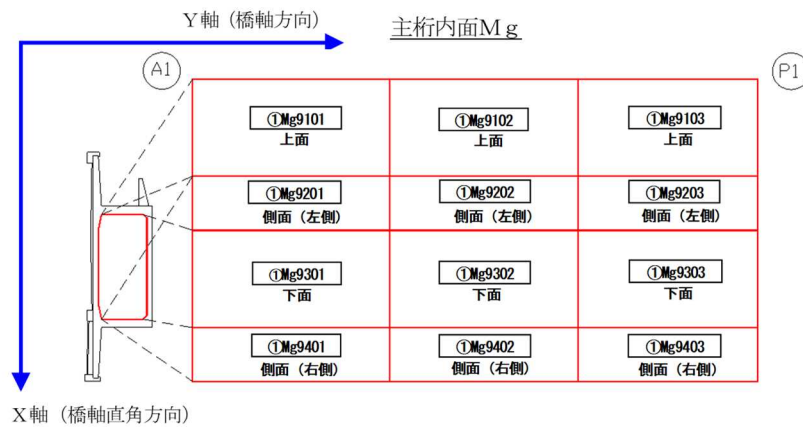 Y軸（橋軸方向）
主桁内面Ｍｇ
A1
P1
①Mg9101
上面
①Mg9102
上面
①Mg9103
上面
①Mg9201
側面（左側）
①Mg9202
側面（左側）
①Mg9203
側面（左側）
①Mg9301
下面
①Mg9302
下面
①Mg9303
下面
①Mg9401
側面（右側）
①Mg9402
側面（右側）
①Mg9403
側面（右側）
X軸（橋軸直角方向）